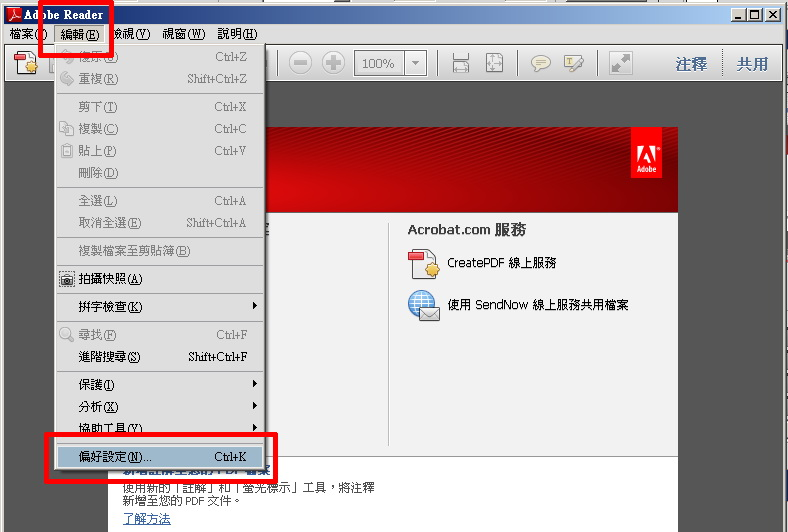 Adobe Reader
檔案(F) 編輯(E) 檢視(V) 視窗(W) 說明(H)
100% 注釋 共用
復原(U) Ctrl+Z
重複(R) Shift+Ctrl+Z
剪下(T) Ctrl+X
複製(C) Ctrl+C
貼上(P) Ctrl+V
刪除(D)
全選(L) Ctrl+A
取消全選(E) Shift+Ctrl+A
複製檔案至剪貼簿(B)
拍攝快照(A)
拼字檢查(K)
尋找(F) Ctrl+F
進階搜尋(S) Shift+Ctrl+F
保護(I)
分析(X)
協助工具(Y)
偏好設定(N)... Ctrl+K
Adobe
Acrobat.com 服務
CreatePDF 線上服務
使用 SendNow 線上服務共用檔案
新增註解至您的 PDF 檔案
使用新的「註解」和「螢光標示」工具，將注釋
新增至您的 PDF 文件。
了解方法